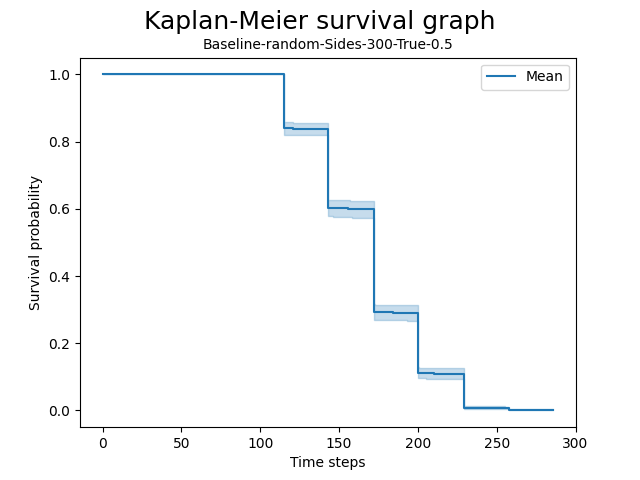 Kaplan-Meier survival graph
Baseline-random-Sides-300-True-0.5
Mean
Survival probability
1.0
0.8
0.6
0.4
0.2
0.0
0 50 100 150 200 250 300
Time steps